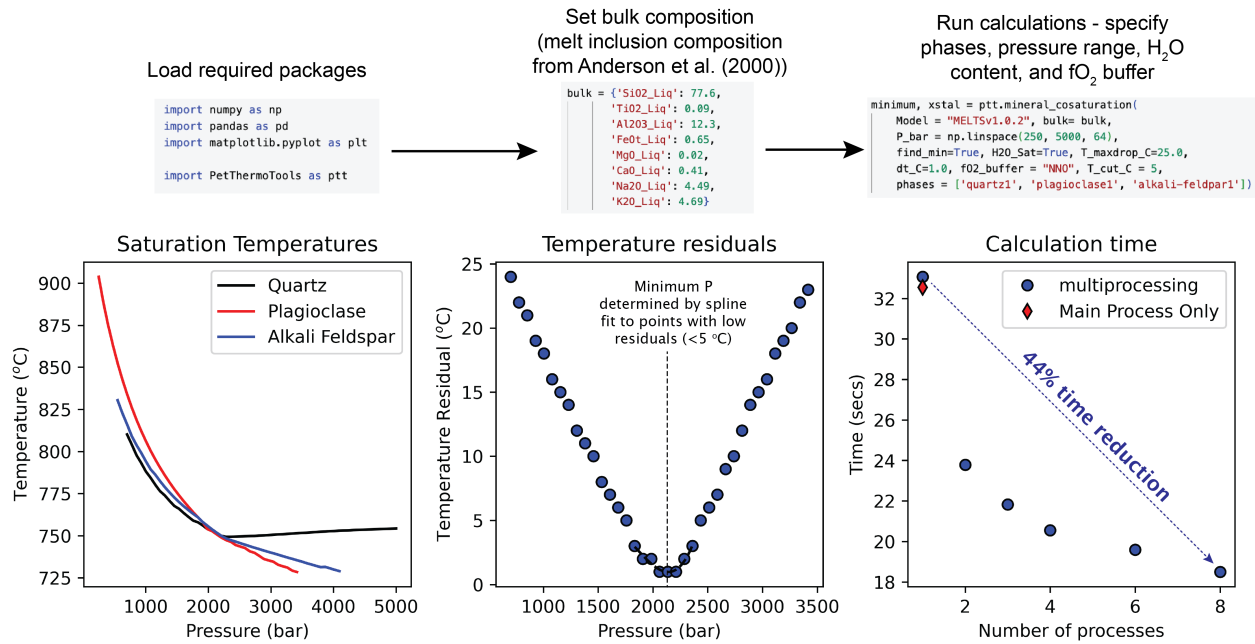 Load required packages
import numpy as np
import pandas as pd
import matplotlib.pyplot as plt
import PetThermoTools as ptt
Set bulk composition
(melt inclusion composition
from Anderson et al. (2000))
bulk = {'SiO2_Liq': 77.6,
'TiO2_Liq': 0.09,
'Al2O3_Liq': 12.3,
'FeOt_Liq': 0.65,
'MgO_Liq': 0.02,
'CaO_Liq': 0.41,
'Na2O_Liq': 4.49,
'K2O_Liq': 4.69}
Run calculations - specify
phases, pressure range, H₂O
content, and fO₂ buffer
minimum, xstal = ptt.mineral_cosaturation(
Model = "MELTSv1.0.2", bulk= bulk,
P_bar = np.linspace(250, 5000, 64),
find_min=True, H2O_Sat=True, T_maxdrop_C=25.0,
dt_C=1.0, fO2_buffer = "NNO", T_cut_C = 5,
phases = ['quartz1', 'plagioclase1', 'alkali-feldpar1'])
Saturation Temperatures
Quartz
Plagioclase
Alkali Feldspar
Temperature (°C)
900
875
850
825
800
775
750
725
1000 2000 3000 4000 5000
Pressure (bar)
Temperature residuals
Minimum P
determined by spline
fit to points with low
residuals (<5 °C)
Temperature Residual (°C)
25
20
15
10
5
0
1000 1500 2000 2500 3000 3500
Pressure (bar)
Calculation time
multiprocessing
Main Process Only
44% time reduction
Time (secs)
32
30
28
26
24
22
20
18
2 4 6 8
Number of processes